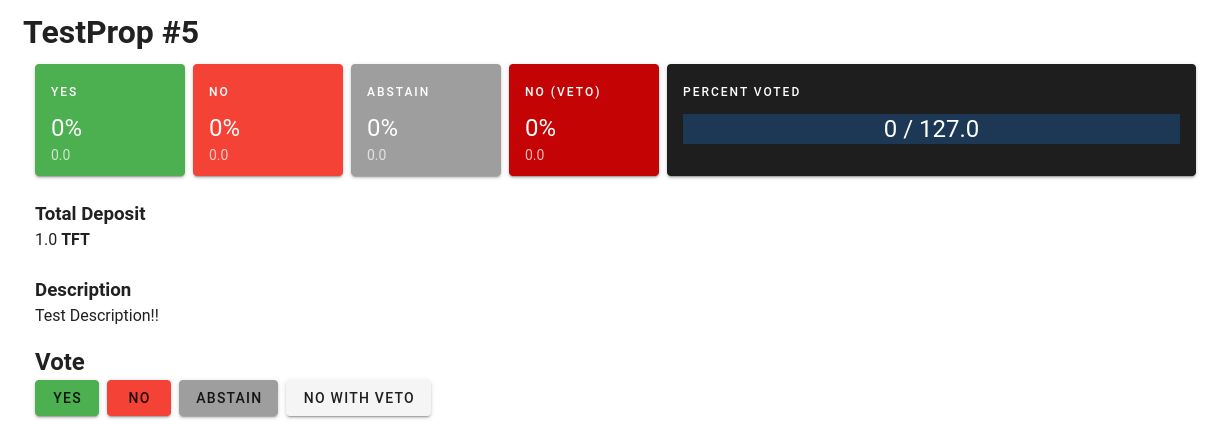 TestProp #5
YES NO ABSTAIN NO (VETO) PERCENT VOTED
0% 0% 0% 0% 0 / 127.0
0.0 0.0 0.0 0.0
Total Deposit
1.0 TFT
Description
Test Description!!
Vote
YES NO ABSTAIN NO WITH VETO